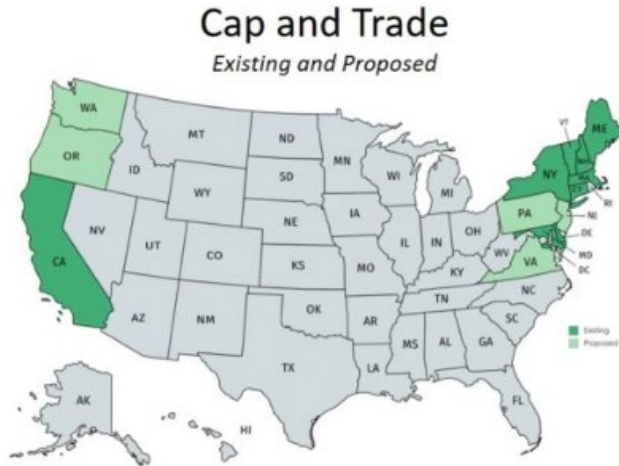 Cap and Trade
Existing and Proposed
WA
MT
ND
MN
VT
ME
OR
ID
SD
WI
NY
WY
MI
RI
NV
NE
IA
PA
NJ
UT
CO
IL
IN
OH
DE
CA
KS
MO
WV
VA
MD
DC
KY
NC
AZ
NM
OK
AR
TN
SC
TX
LA
MS
AL
GA
Existing
Proposed
AK
HI
FL